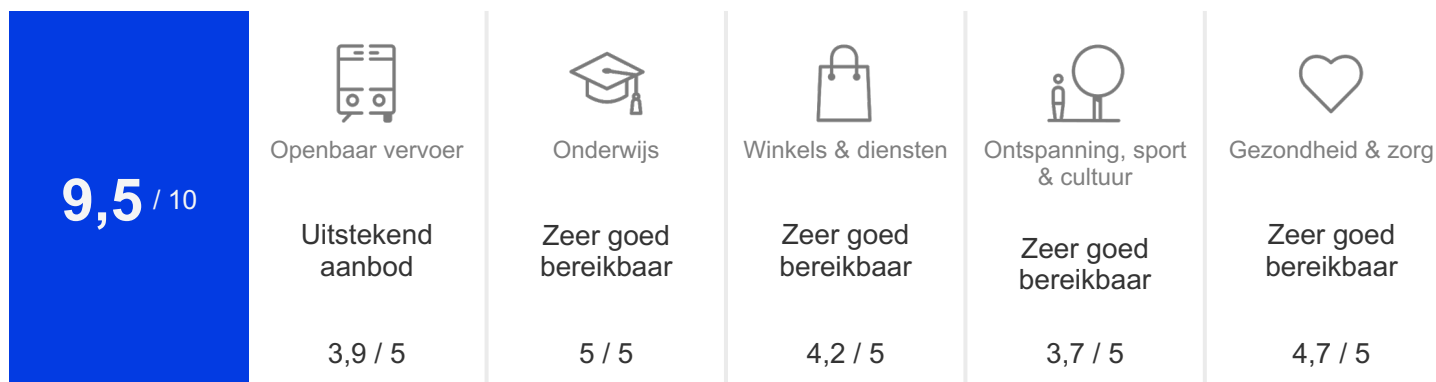 9,5 / 10
Openbaar vervoer
Uitstekend
aanbod
3,9 / 5
Onderwijs
Zeer goed
bereikbaar
5 / 5
Winkels & diensten
Zeer goed
bereikbaar
4,2 / 5
Ontspanning, sport
& cultuur
Zeer goed
bereikbaar
3,7 / 5
Gezondheid & zorg
Zeer goed
bereikbaar
4,7 / 5